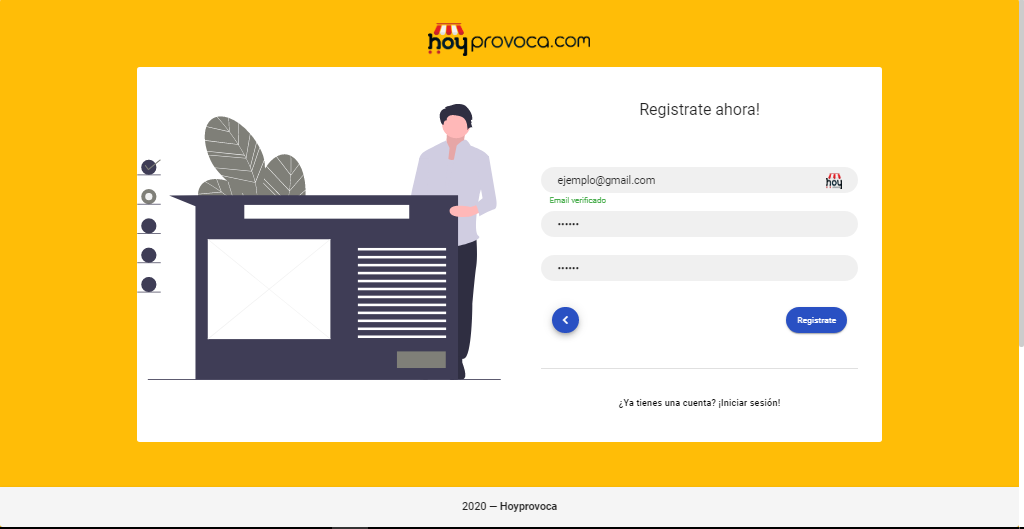 hoyprovoca.com
Registrate ahora!
ejemplo@gmail.com
hoy
Email verificado
••••••
••••••
Registrate
¿Ya tienes una cuenta? ¡Iniciar sesión!
2020 — Hoyprovoca